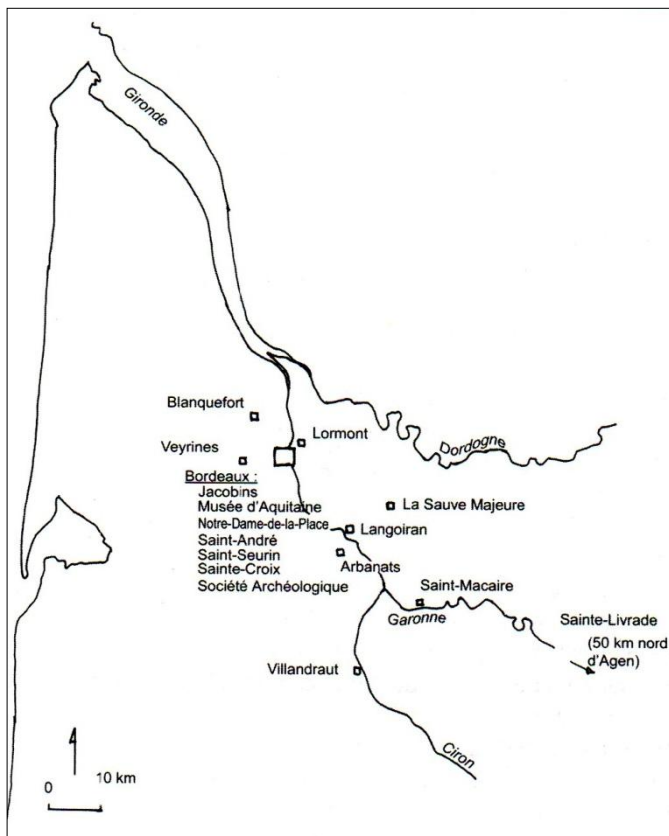 Gironde
Blanquefort
Lormont
Dordogne
Veyrines
Bordeaux :
Jacobins
Musée d'Aquitaine
Notre-Dame-de-la-Place
Saint-André
Saint-Seurin
Sainte-Croix
Société Archéologique
La Sauve Majeure
Langoiran
Arbanats
Saint-Macaire
Garonne
Sainte-Livrade
(50 km nord
d'Agen)
Villandraut
Ciron
0 10 km